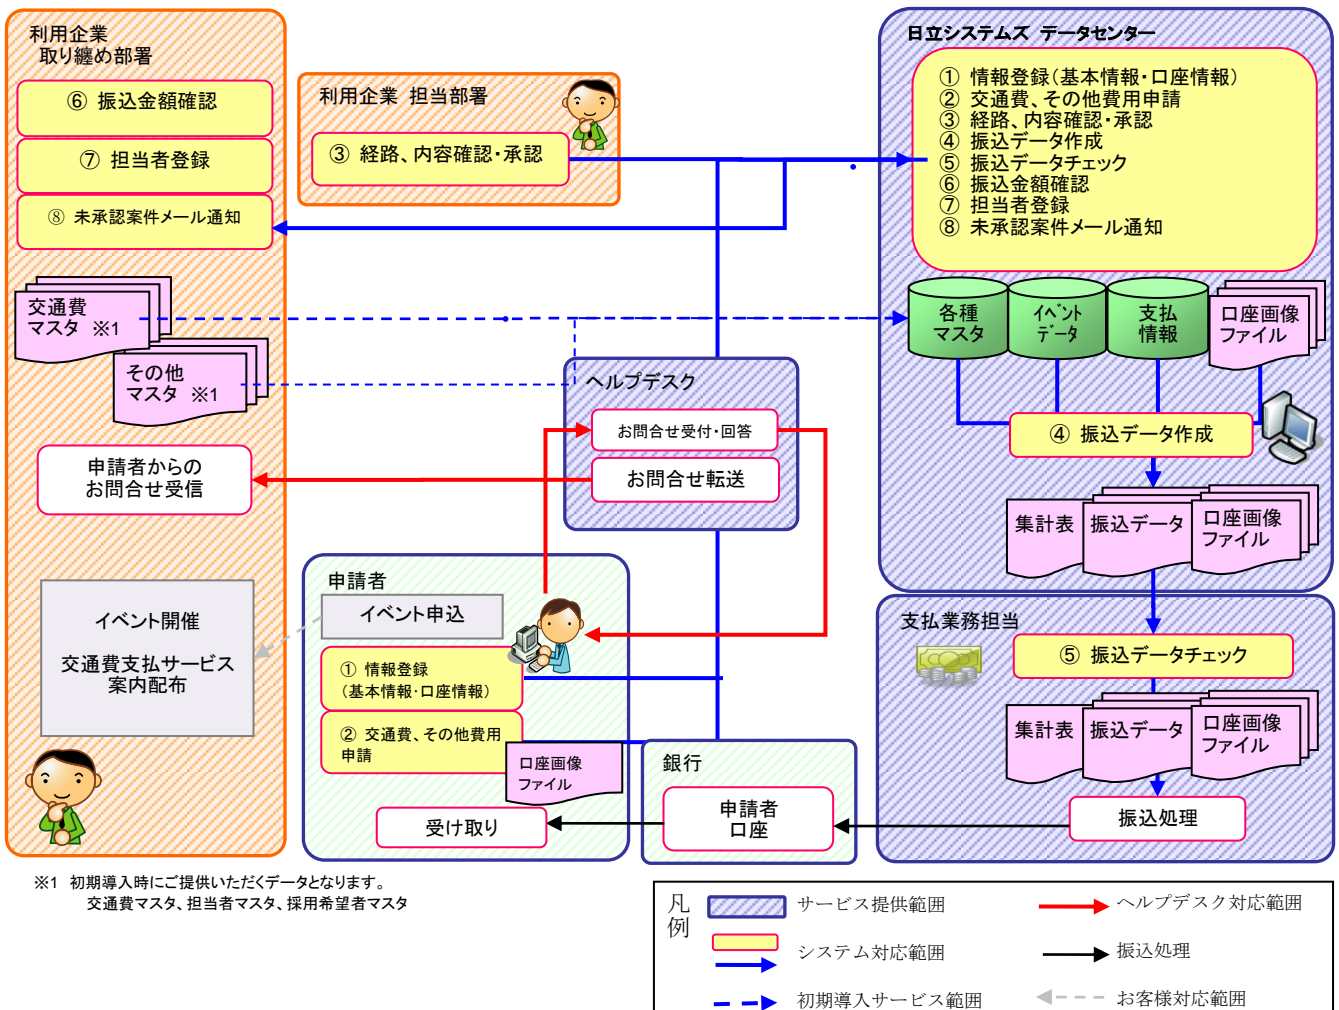 利用企業
取り纏め部署
⑥ 振込金額確認
⑦ 担当者登録
⑧ 未承認案件メール通知
交通費
マスタ ※1
その他
マスタ ※1
申請者からの
お問合せ受信
イベント開催
交通費支払サービス
案内配布
利用企業 担当部署
③ 経路、内容確認・承認
ヘルプデスク
お問合せ受付・回答
お問合せ転送
申請者
イベント申込
① 情報登録
(基本情報・口座情報)
② 交通費、その他費用
申請
口座画像
ファイル
受け取り
銀行
申請者
口座
日立システムズ データセンター
① 情報登録(基本情報・口座情報)
② 交通費、その他費用申請
③ 経路、内容確認・承認
④ 振込データ作成
⑤ 振込データチェック
⑥ 振込金額確認
⑦ 担当者登録
⑧ 未承認案件メール通知
各種
マスタ
イベント
データ
支払
情報
口座画像
ファイル
④ 振込データ作成
集計表
振込データ
口座画像
ファイル
支払業務担当
⑤ 振込データチェック
集計表
振込データ
口座画像
ファイル
振込処理
※1 初期導入時にご提供いただくデータとなります。
交通費マスタ、担当者マスタ、採用希望者マスタ
凡例
サービス提供範囲
システム対応範囲
初期導入サービス範囲
ヘルプデスク対応範囲
振込処理
お客様対応範囲